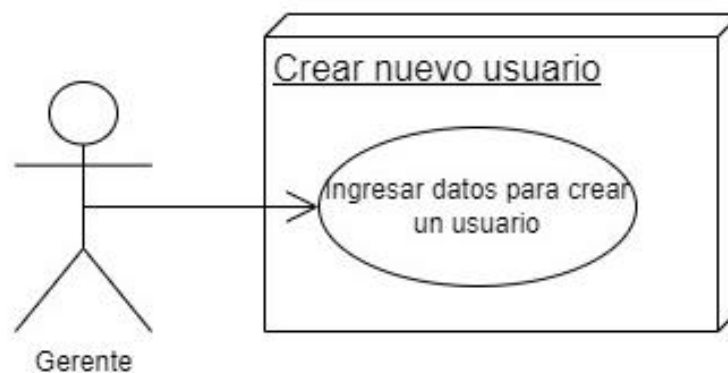 Crear nuevo usuario
Ingresar datos para crear
un usuario
Gerente